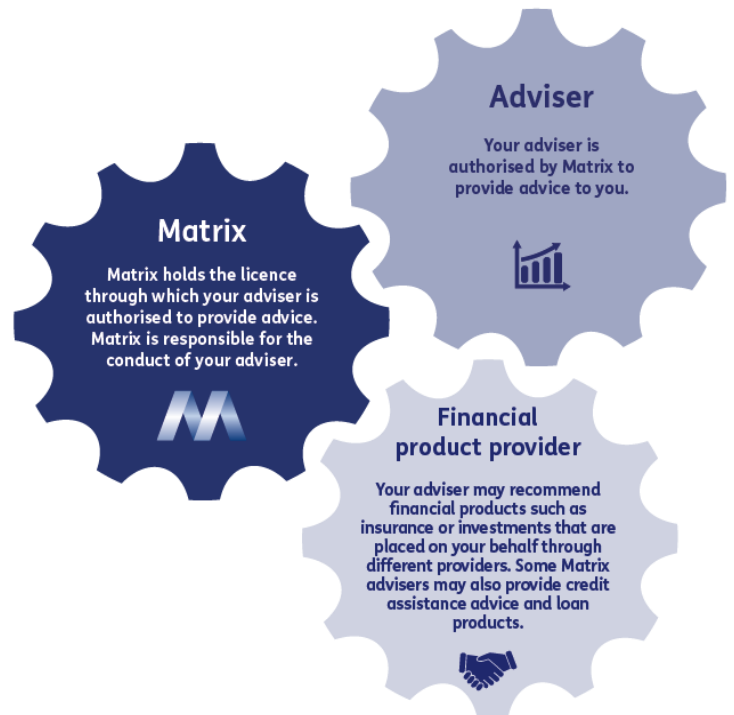 Adviser
Your adviser is
authorised by Matrix to
provide advice to you.
Matrix
Matrix holds the licence
through which your adviser is
authorised to provide advice.
Matrix is responsible for the
conduct of your adviser.
Financial
product provider
Your adviser may recommend
financial products such as
insurance or investments that are
placed on your behalf through
different providers. Some Matrix
advisers may also provide credit
assistance advice and loan
products.